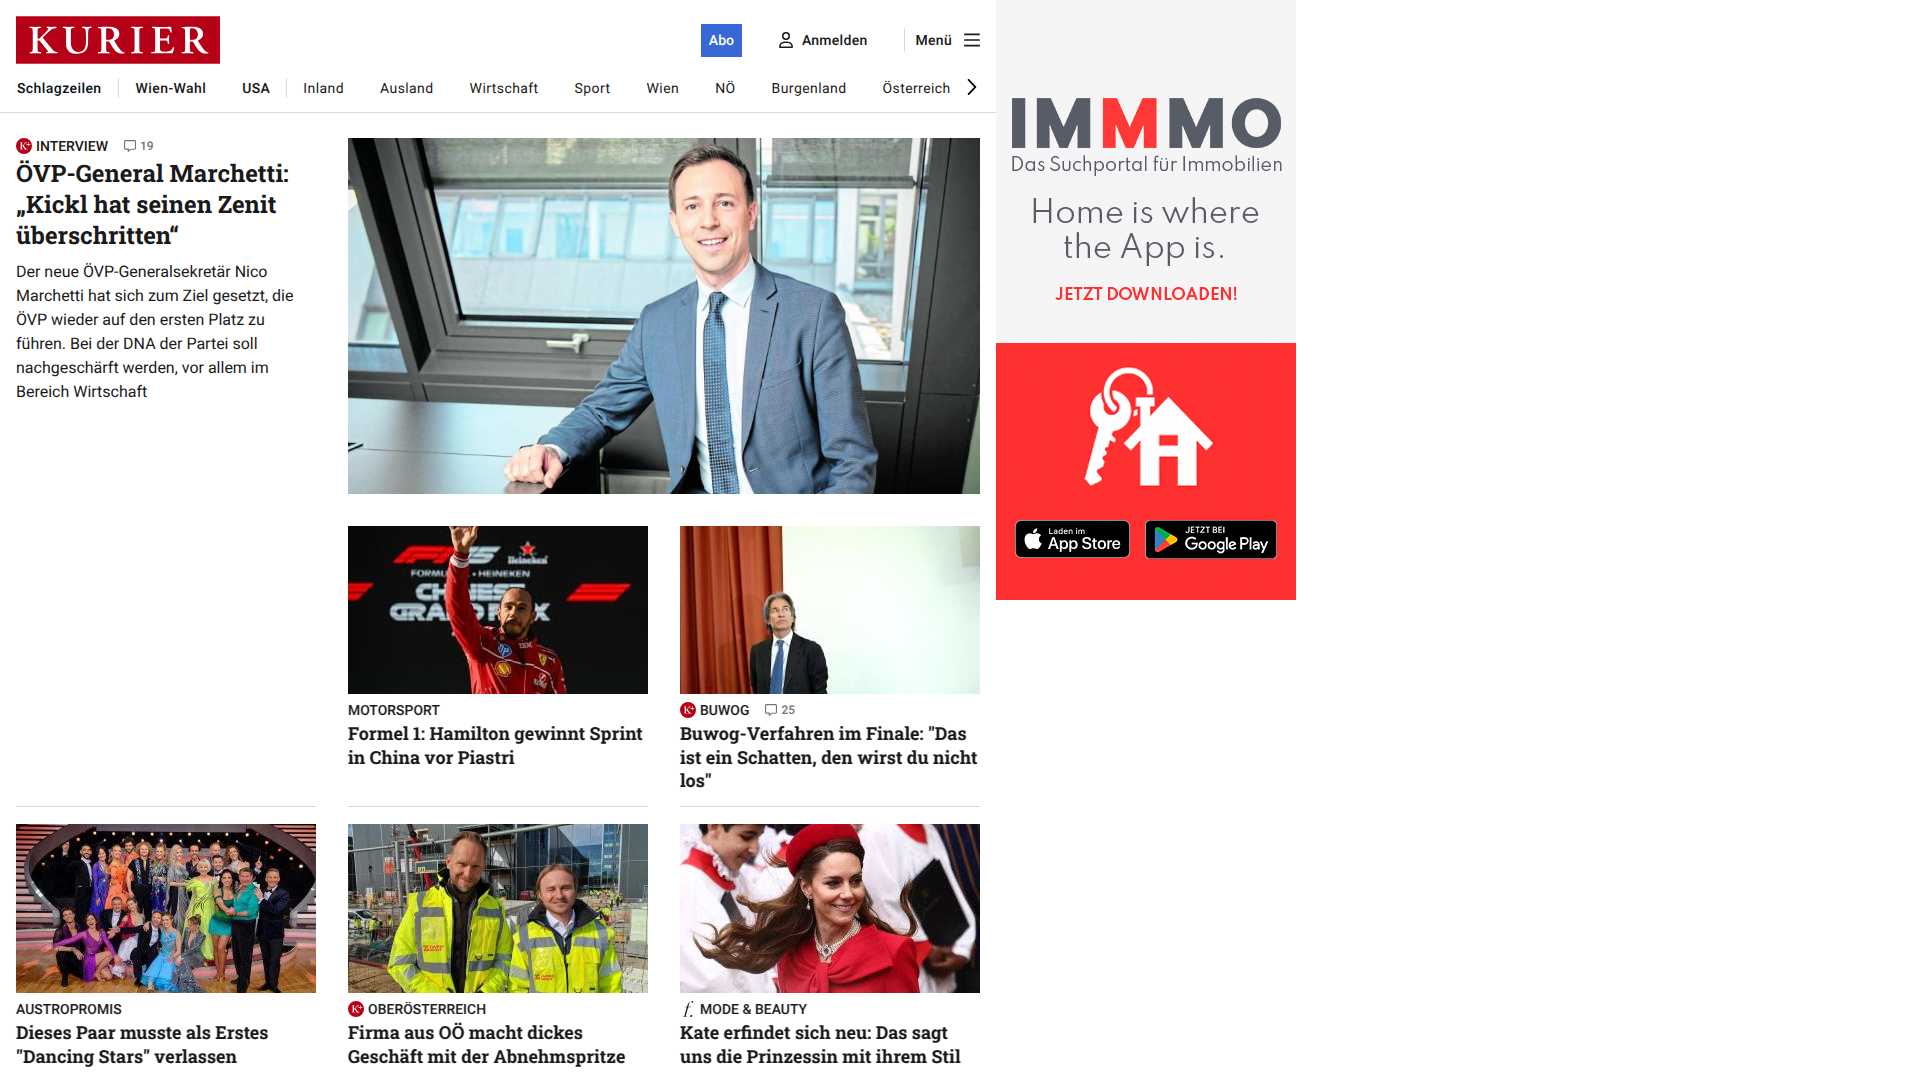 KURIER
Abo
Anmelden
Menü
Schlagzeilen
Wien-Wahl
USA
Inland
Ausland
Wirtschaft
Sport
Wien
NÖ
Burgenland
Österreich
INTERVIEW 19
ÖVP-General Marchetti:
„Kickl hat seinen Zenit
überschritten“
Der neue ÖVP-Generalsekretär Nico
Marchetti hat sich zum Ziel gesetzt, die
ÖVP wieder auf den ersten Platz zu
führen. Bei der DNA der Partei soll
nachgeschärft werden, vor allem im
Bereich Wirtschaft
Heineken
HEINEKEN
CHINESE
GRAND PRIX
MOTORSPORT
Formel 1: Hamilton gewinnt Sprint
in China vor Piastri
K+ BUWOG 25
Buwog-Verfahren im Finale: "Das
ist ein Schatten, den wirst du nicht
los"
AUSTROPROMIS
Dieses Paar musste als Erstes
"Dancing Stars" verlassen
K+ OBERÖSTERREICH
Firma aus OÖ macht dickes
Geschäft mit der Abnehmspritze
f. MODE & BEAUTY
Kate erfindet sich neu: Das sagt
uns die Prinzessin mit ihrem Stil
IMMMO
Das Suchportal für Immobilien
Home is where
the App is.
JETZT DOWNLOADEN!
Laden im
App Store
JETZT BEI
Google Play